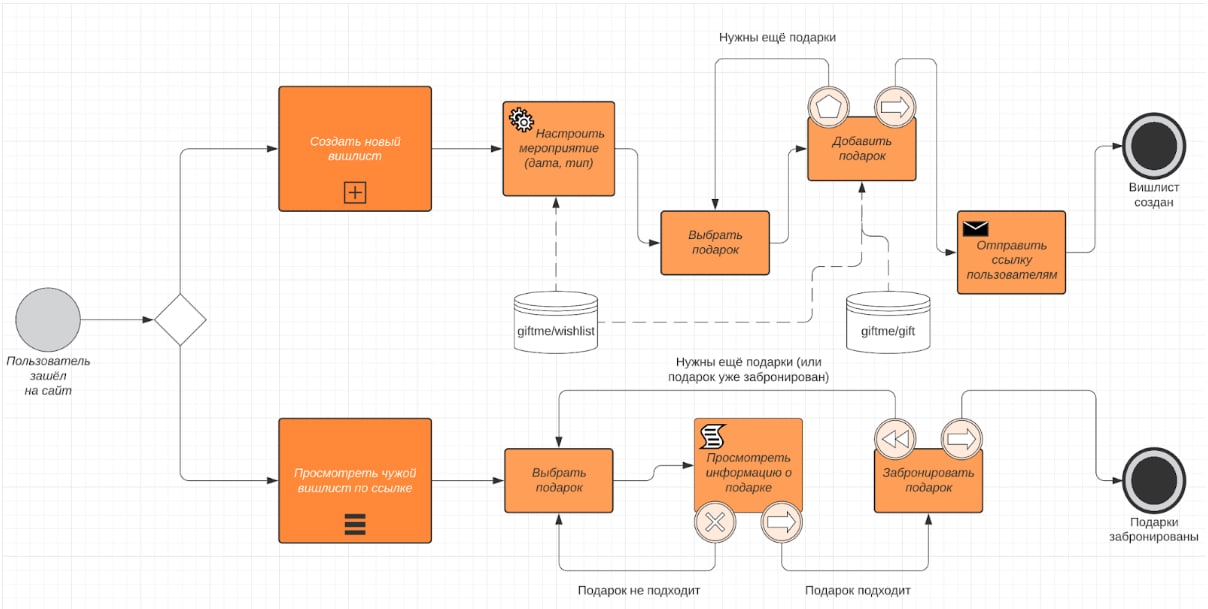 Нужны ещё подарки
Создать новый
вишлист
Настроить
мероприятие
(дата, тип)
Добавить
подарок
Вишлист
создан
Выбрать
подарок
Отправить
ссылку
пользователям
giftme/wishlist
giftme/gift
Пользователь
зашёл
на сайт
Нужны ещё подарки (или
подарок уже забронирован)
Просмотреть чужой
вишлист по ссылке
Выбрать
подарок
Просмотреть
информацию о
подарке
Забронировать
подарок
Подарки
забронированы
Подарок не подходит
Подарок подходит